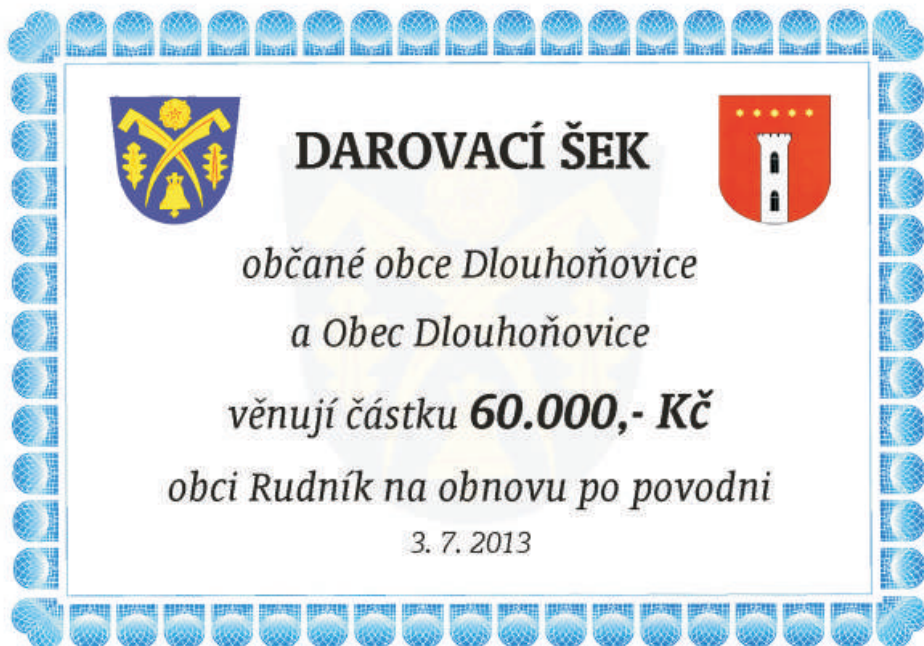 DAROVACÍ ŠEK
občané obce Dlouhoňovice
a Obec Dlouhoňovice
věnují částku 60.000,- Kč
obci Rudník na obnovu po povodni
3. 7. 2013